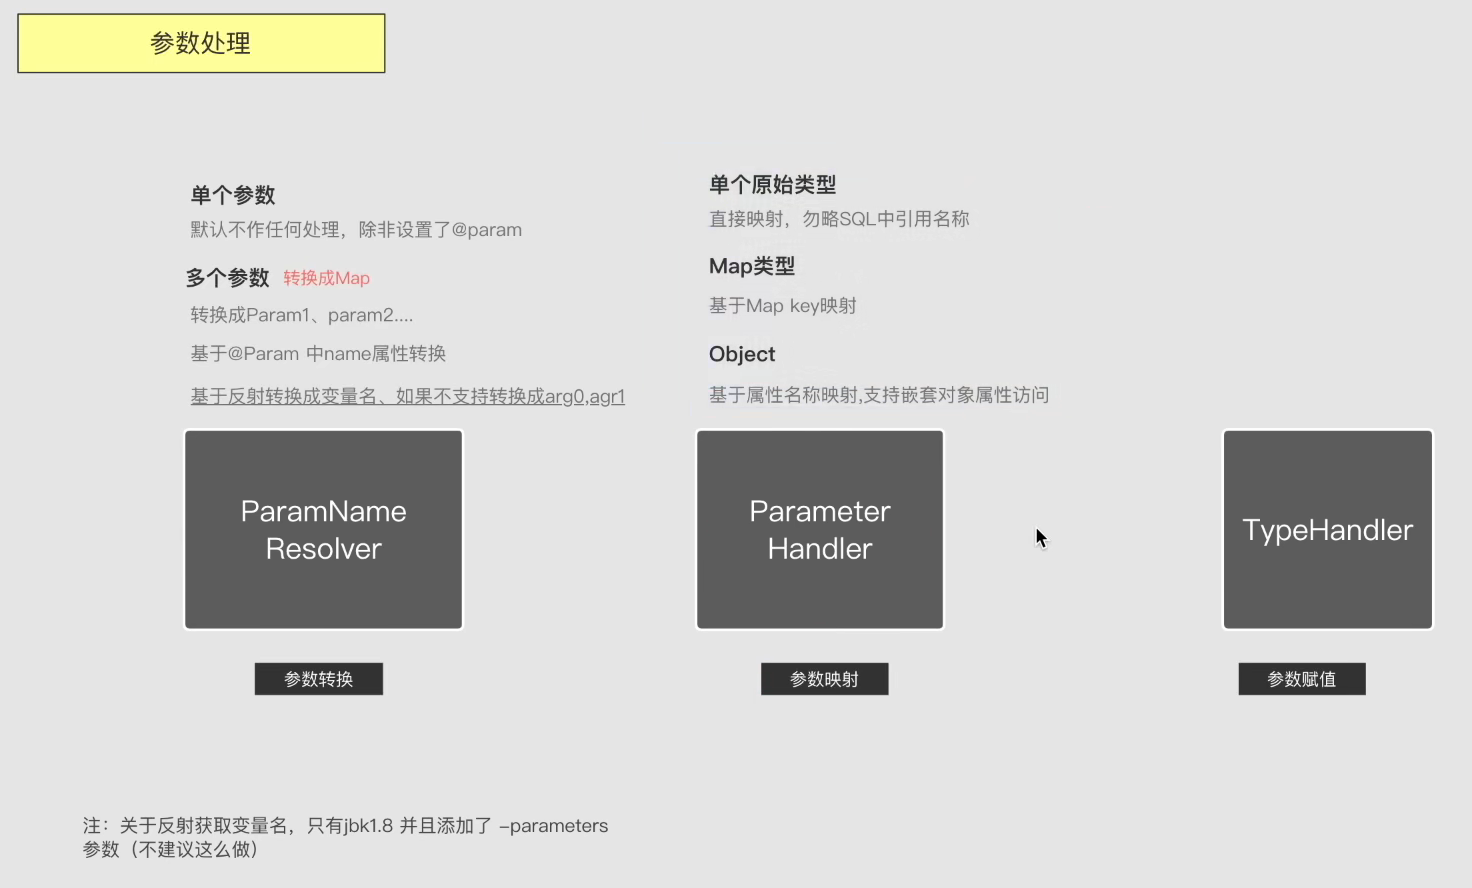 参数处理
单个参数
默认不作任何处理，除非设置了@param
多个参数 转换成Map
转换成Param1、param2....
基于@Param 中name属性转换
基于反射转换成变量名、如果不支持转换成arg0,agr1
单个原始类型
直接映射，勿略SQL中引用名称
Map类型
基于Map key映射
Object
基于属性名称映射,支持嵌套对象属性访问
ParamName
Resolver
Parameter
Handler
TypeHandler
参数转换
参数映射
参数赋值
注：关于反射获取变量名，只有jbk1.8 并且添加了 –parameters
参数（不建议这么做）